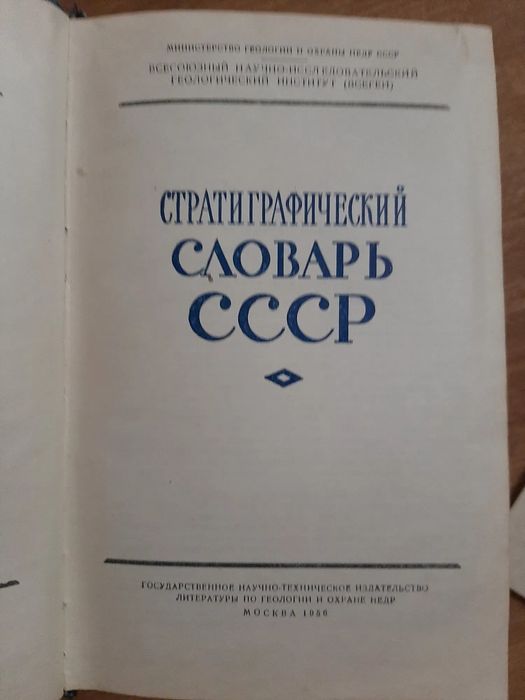 МИНИСТЕРСТВО ГЕОЛОГИИ И ОХРАНЫ НЕДР СССР
ВСЕСОЮЗНЫЙ НАУЧНО-ИССЛЕДОВАТЕЛЬСКИЙ
ГЕОЛОГИЧЕСКИЙ ИНСТИТУТ (ВСЕГЕИ)
СТРАТИГРАФИЧЕСКИЙ
СЛОВАРЬ
СССР
ГОСУДАРСТВЕННОЕ НАУЧНО-ТЕХНИЧЕСКОЕ ИЗДАТЕЛЬСТВО
ЛИТЕРАТУРЫ ПО ГЕОЛОГИИ И ОХРАНЕ НЕДР
МОСКВА 1956